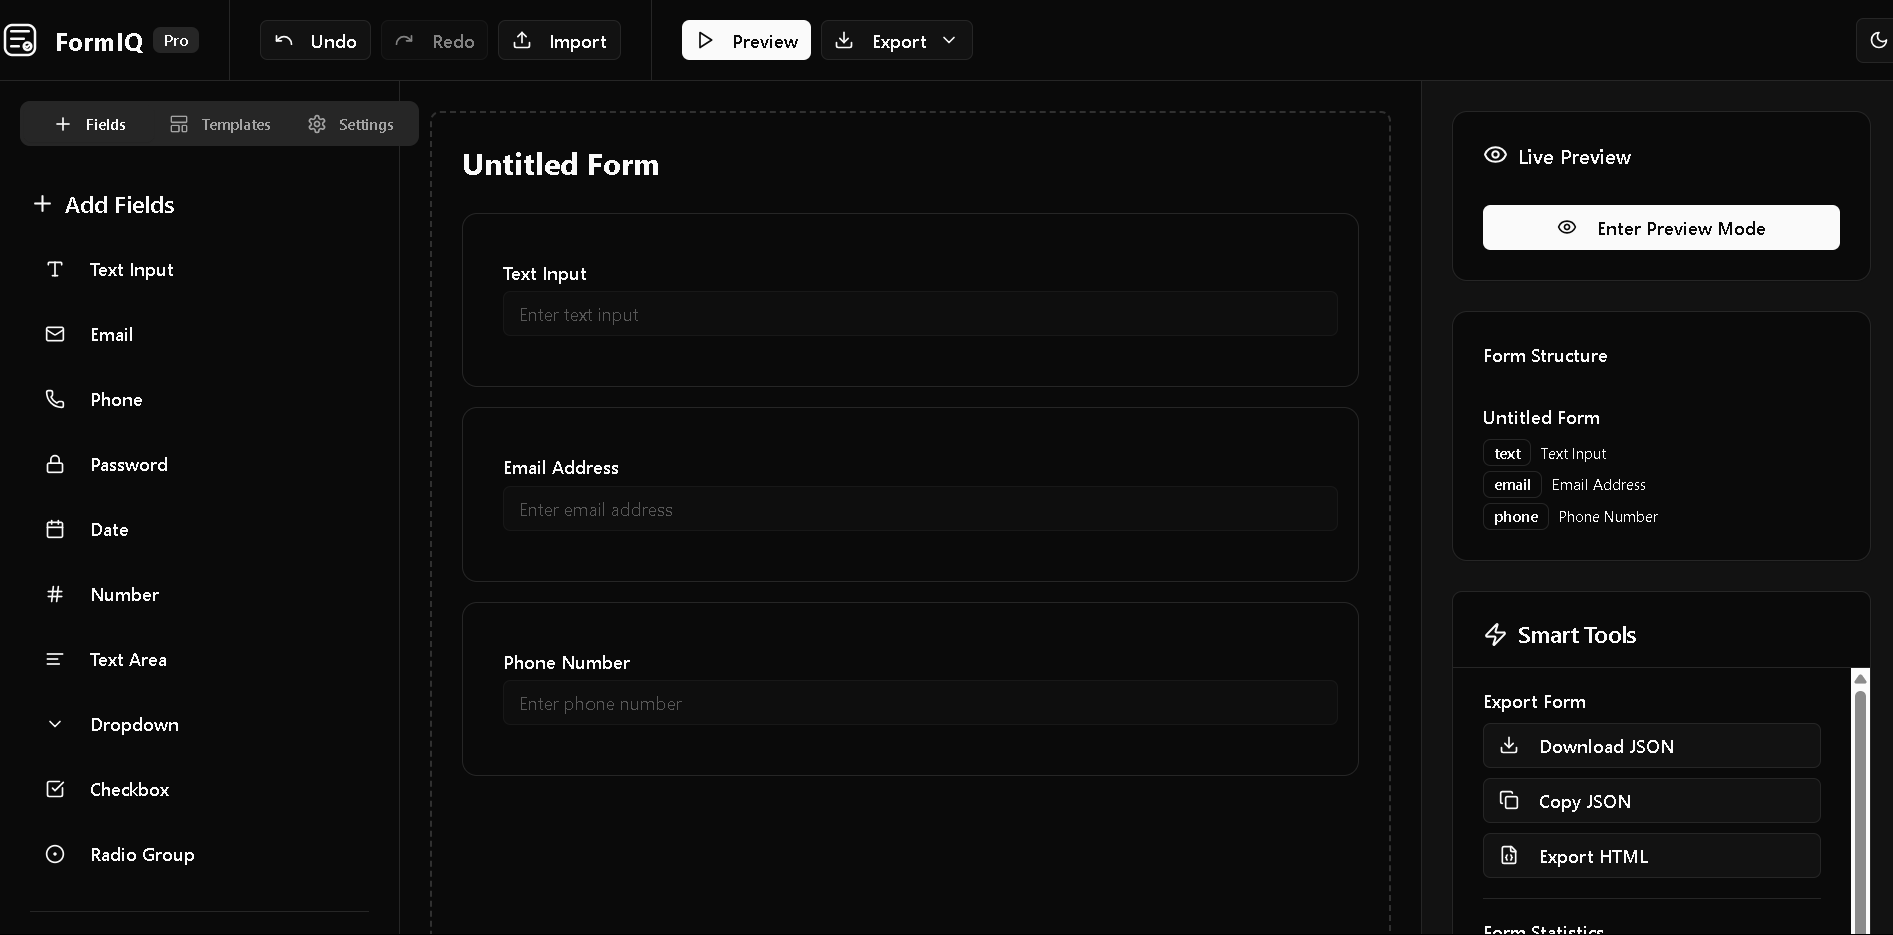 FormIQ Pro
Undo
Redo
Import
Preview
Export
Fields
Templates
Settings
Add Fields
Text Input
Email
Phone
Password
Date
Number
Text Area
Dropdown
Checkbox
Radio Group
Untitled Form
Text Input
Enter text input
Email Address
Enter email address
Phone Number
Enter phone number
Live Preview
Enter Preview Mode
Form Structure
Untitled Form
text Text Input
email Email Address
phone Phone Number
Smart Tools
Export Form
Download JSON
Copy JSON
Export HTML
Form Statistics